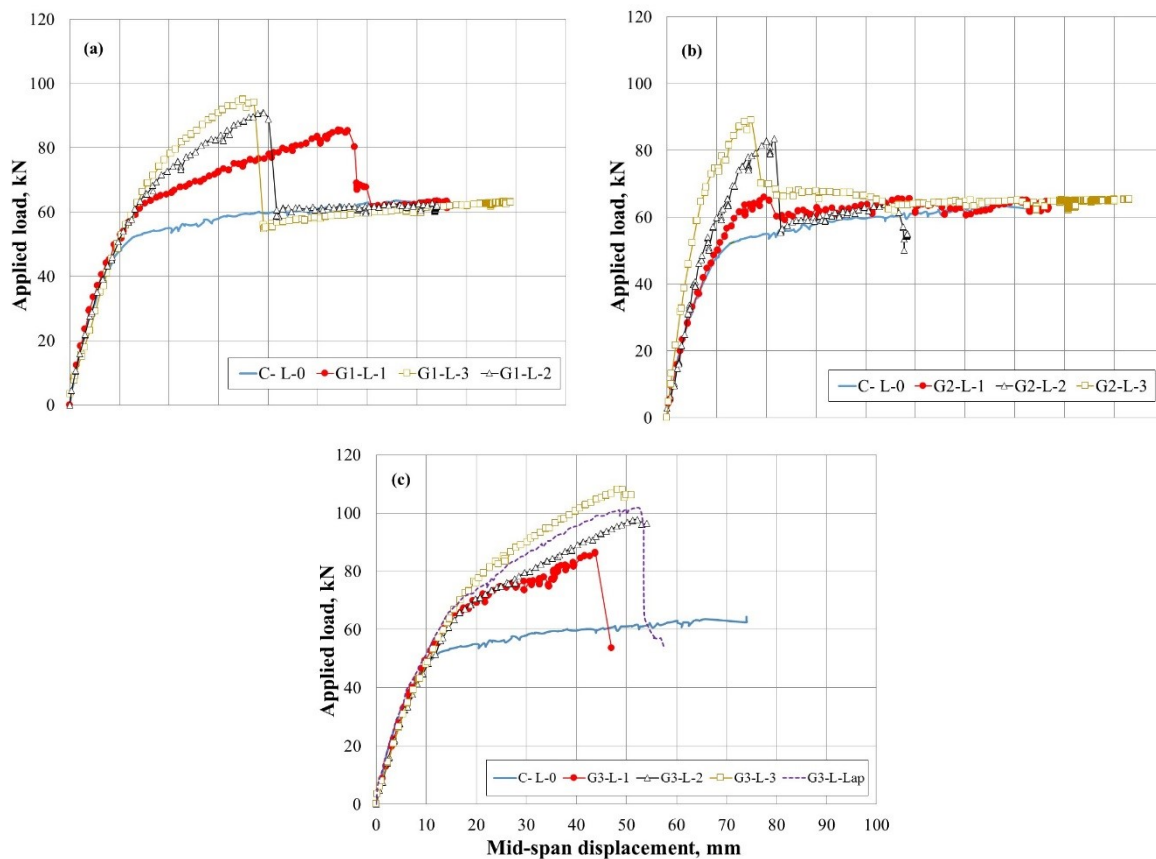 (a)
120
100
80
60
40
20
0
Applied load, kN
C- L-0 G1-L-1 G1-L-3 G1-L-2
(b)
120
100
80
60
40
20
0
Applied load, kN
C- L-0 G2-L-1 G2-L-2 G2-L-3
(c)
120
100
80
60
40
20
0
Applied load, kN
C- L-0 G3-L-1 G3-L-2 G3-L-3 G3-L-Lap
0 10 20 30 40 50 60 70 80 90 100
Mid-span displacement, mm